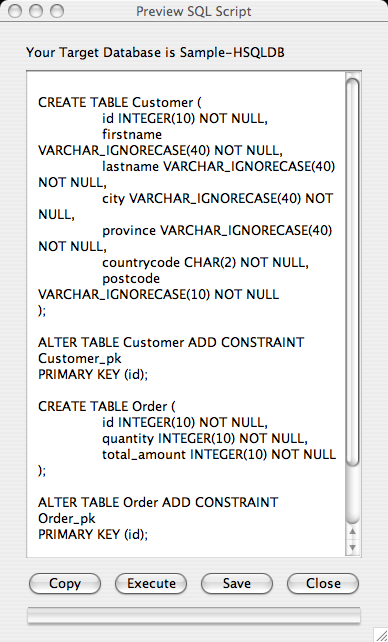 Preview SQL Script
Your Target Database is Sample-HSQLDB
CREATE TABLE Customer (
id INTEGER(10) NOT NULL,
firstname
VARCHAR_IGNORECASE(40) NOT NULL,
lastname VARCHAR_IGNORECASE(40)
NOT NULL,
city VARCHAR_IGNORECASE(40) NOT
NULL,
province VARCHAR_IGNORECASE(40)
NOT NULL,
countrycode CHAR(2) NOT NULL,
postcode
VARCHAR_IGNORECASE(10) NOT NULL
);
ALTER TABLE Customer ADD CONSTRAINT
Customer_pk
PRIMARY KEY (id);
CREATE TABLE Order (
id INTEGER(10) NOT NULL,
quantity INTEGER(10) NOT NULL,
total_amount INTEGER(10) NOT NULL
);
ALTER TABLE Order ADD CONSTRAINT
Order_pk
PRIMARY KEY (id);
Copy Execute Save Close